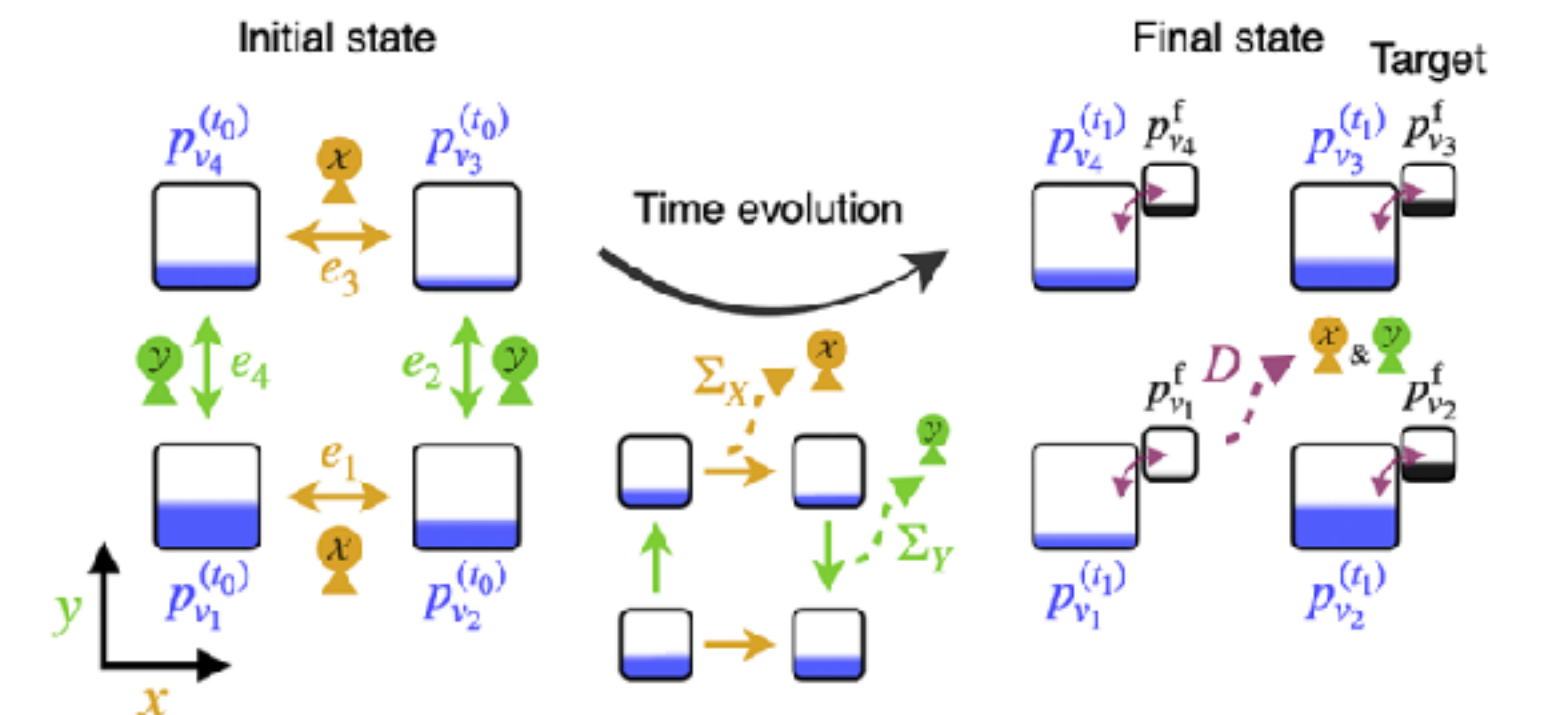 Initial state
Final state
Target
p_{v_4}^{(t_0)}
x
p_{v_3}^{(t_0)}
p_{v_4}^{(t_1)}
p_{v_4}^{f}
p_{v_3}^{(t_1)}
p_{v_3}^{f}
e_3
Time evolution
y
e_4
e_2
y
Σ_X
x
y
Σ_Y
p_{v_1}^{f}
D
x
&
y
p_{v_2}^{f}
e_1
x
p_{v_1}^{(t_0)}
p_{v_2}^{(t_0)}
p_{v_1}^{(t_1)}
p_{v_2}^{(t_1)}
y
x